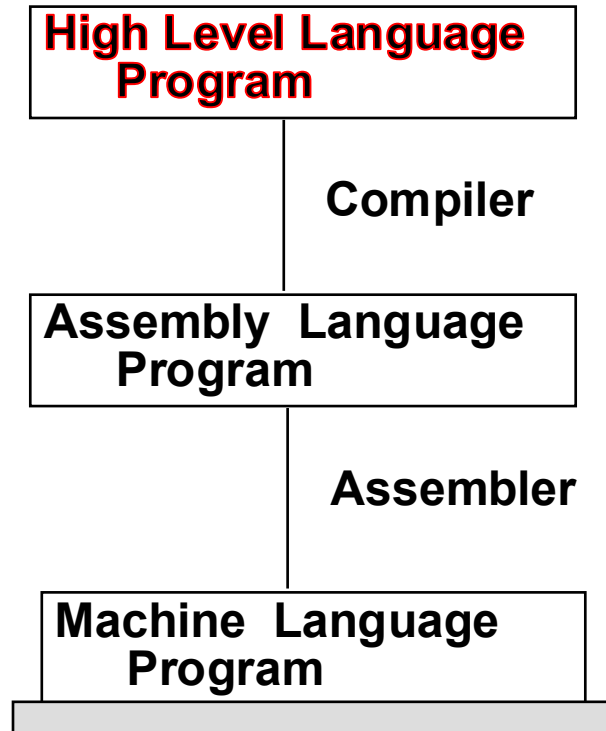 High Level Language
Program
Compiler
Assembly Language
Program
Assembler
Machine Language
Program